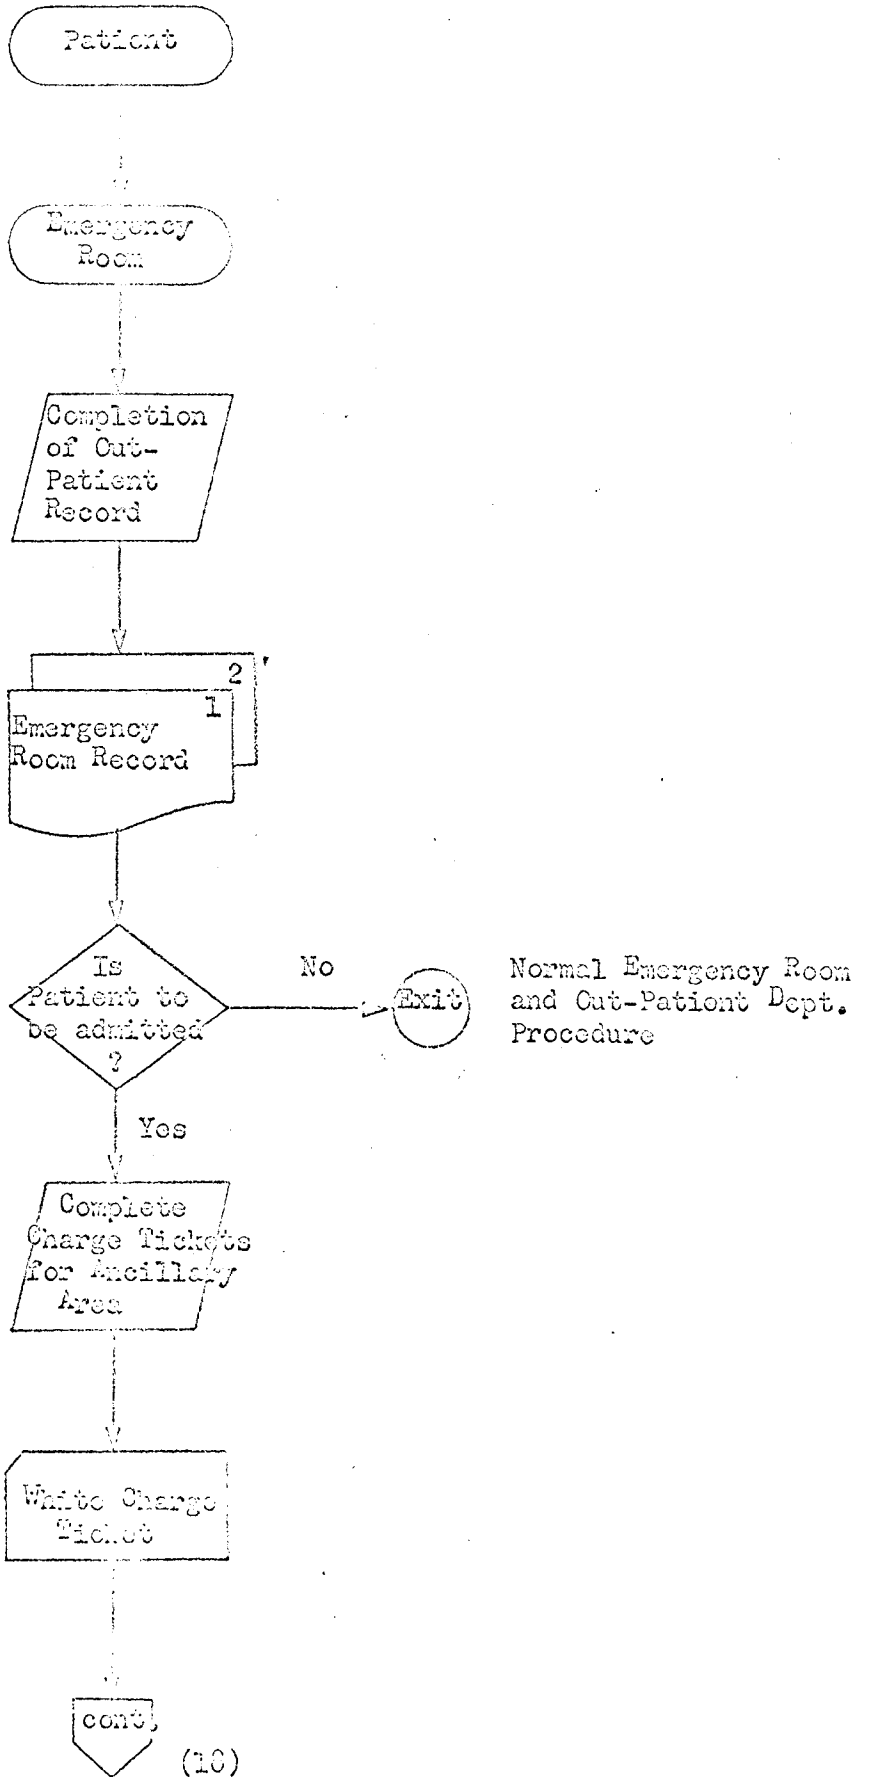 Patient
Emergency
Room
Completion
of Out-
Patient
Record
2
1
Emergency
Room Record
Is
Patient to
be admitted
?
No
Exit
Normal Emergency Room
and Out-Patient Dept.
Procedure
Yes
Complete
Charge Tickets
for Ancillary
Area
White Charge
Ticket
cont.